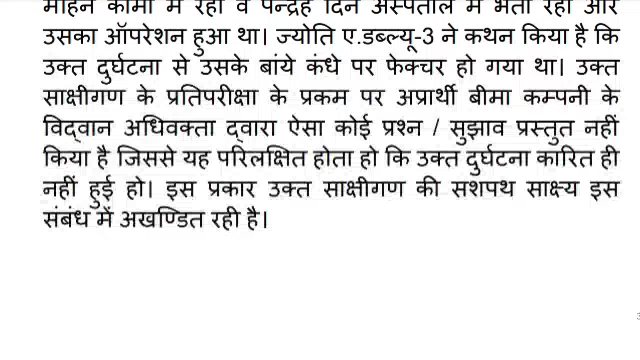 मोहन कोमा में रहा व पन्द्रह दिन अस्पताल में भर्ती रहा और
उसका ऑपरेशन हुआ था। ज्योति ए.डब्ल्यू-3 ने कथन किया है कि
उक्त दुर्घटना से उसके बांये कंधे पर फेक्चर हो गया था। उक्त
साक्षीगण के प्रतिपरीक्षा के प्रकम पर अप्रार्थी बीमा कम्पनी के
विद्वान अधिवक्ता द्वारा ऐसा कोई प्रश्न / सुझाव प्रस्तुत नहीं
किया है जिससे यह परिलक्षित होता हो कि उक्त दुर्घटना कारित ही
नहीं हुई हो। इस प्रकार उक्त साक्षीगण की सशपथ साक्ष्य इस
संबंध में अखण्डित रही है।